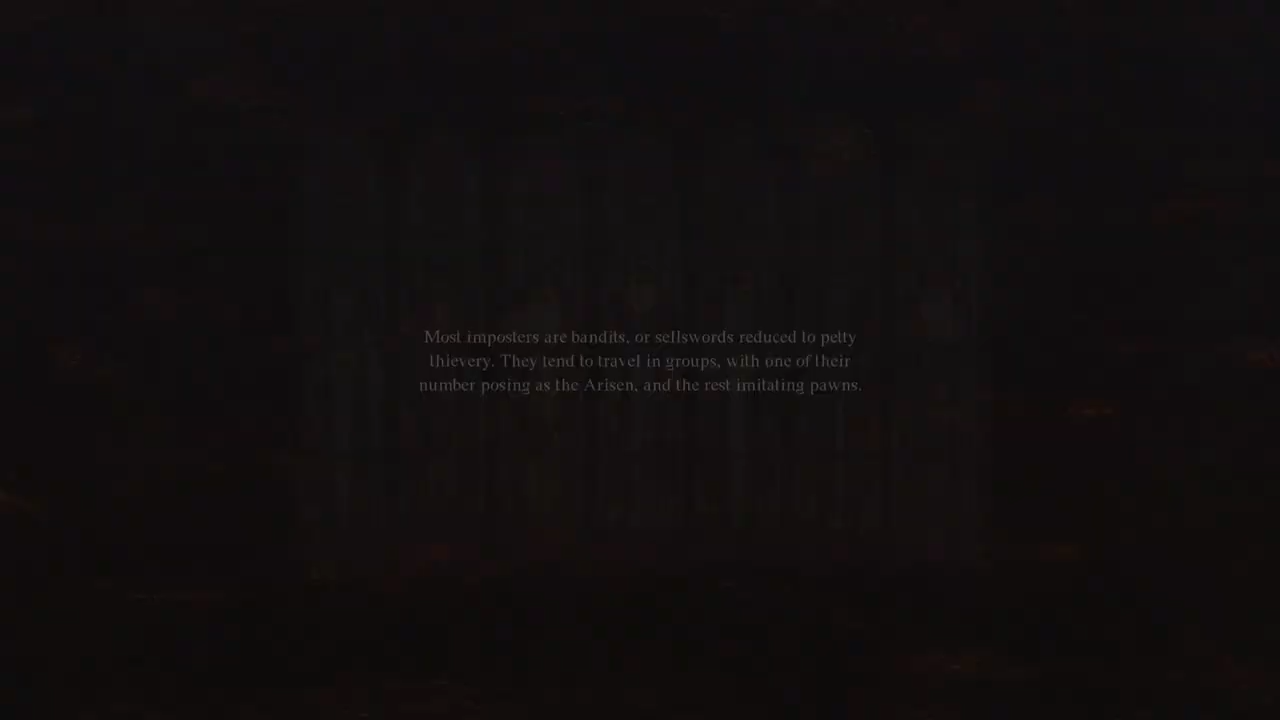 Most imposters are bandits, or sellswords reduced to petty
thievery. They tend to travel in groups, with one of their
number posing as the Arisen, and the rest imitating pawns.